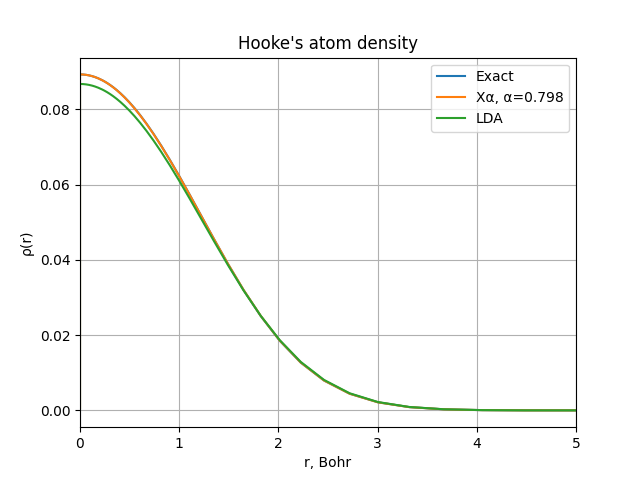 Hooke's atom density
Exact
Xα, α=0.798
LDA
ρ(r)
0.08
0.06
0.04
0.02
0.00
0 1 2 3 4 5
r, Bohr